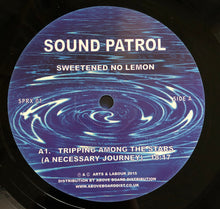 SOUND PATROL
SWEETENED NO LEMON
SPRX 01 SIDE A
A1. TRIPPING AMONG THE STARS
(A NECESSARY JOURNEY)
℗ & © ARTS & LABOUR 2015
DISTRIBUTION BY ABOVE BOARD DISTRIBUTION
WWW.ABOVEBOARDDIST.CO.UK